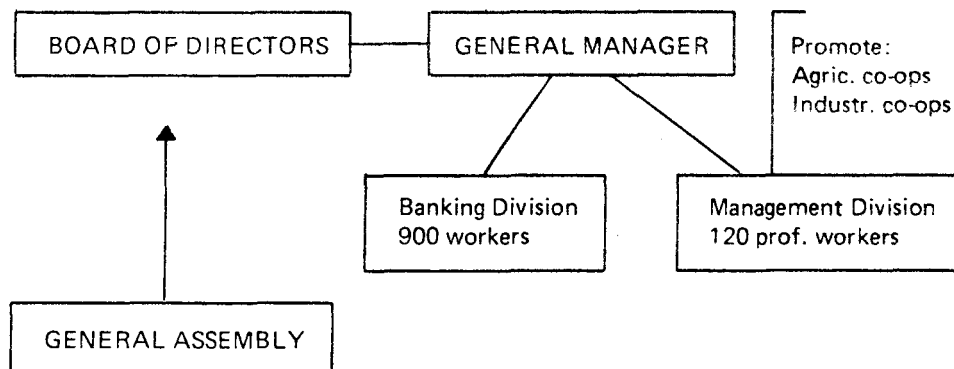 BOARD OF DIRECTORS
GENERAL MANAGER
Promote:
Agric. co-ops
Industr. co-ops
Banking Division
900 workers
Management Division
120 prof. workers
GENERAL ASSEMBLY